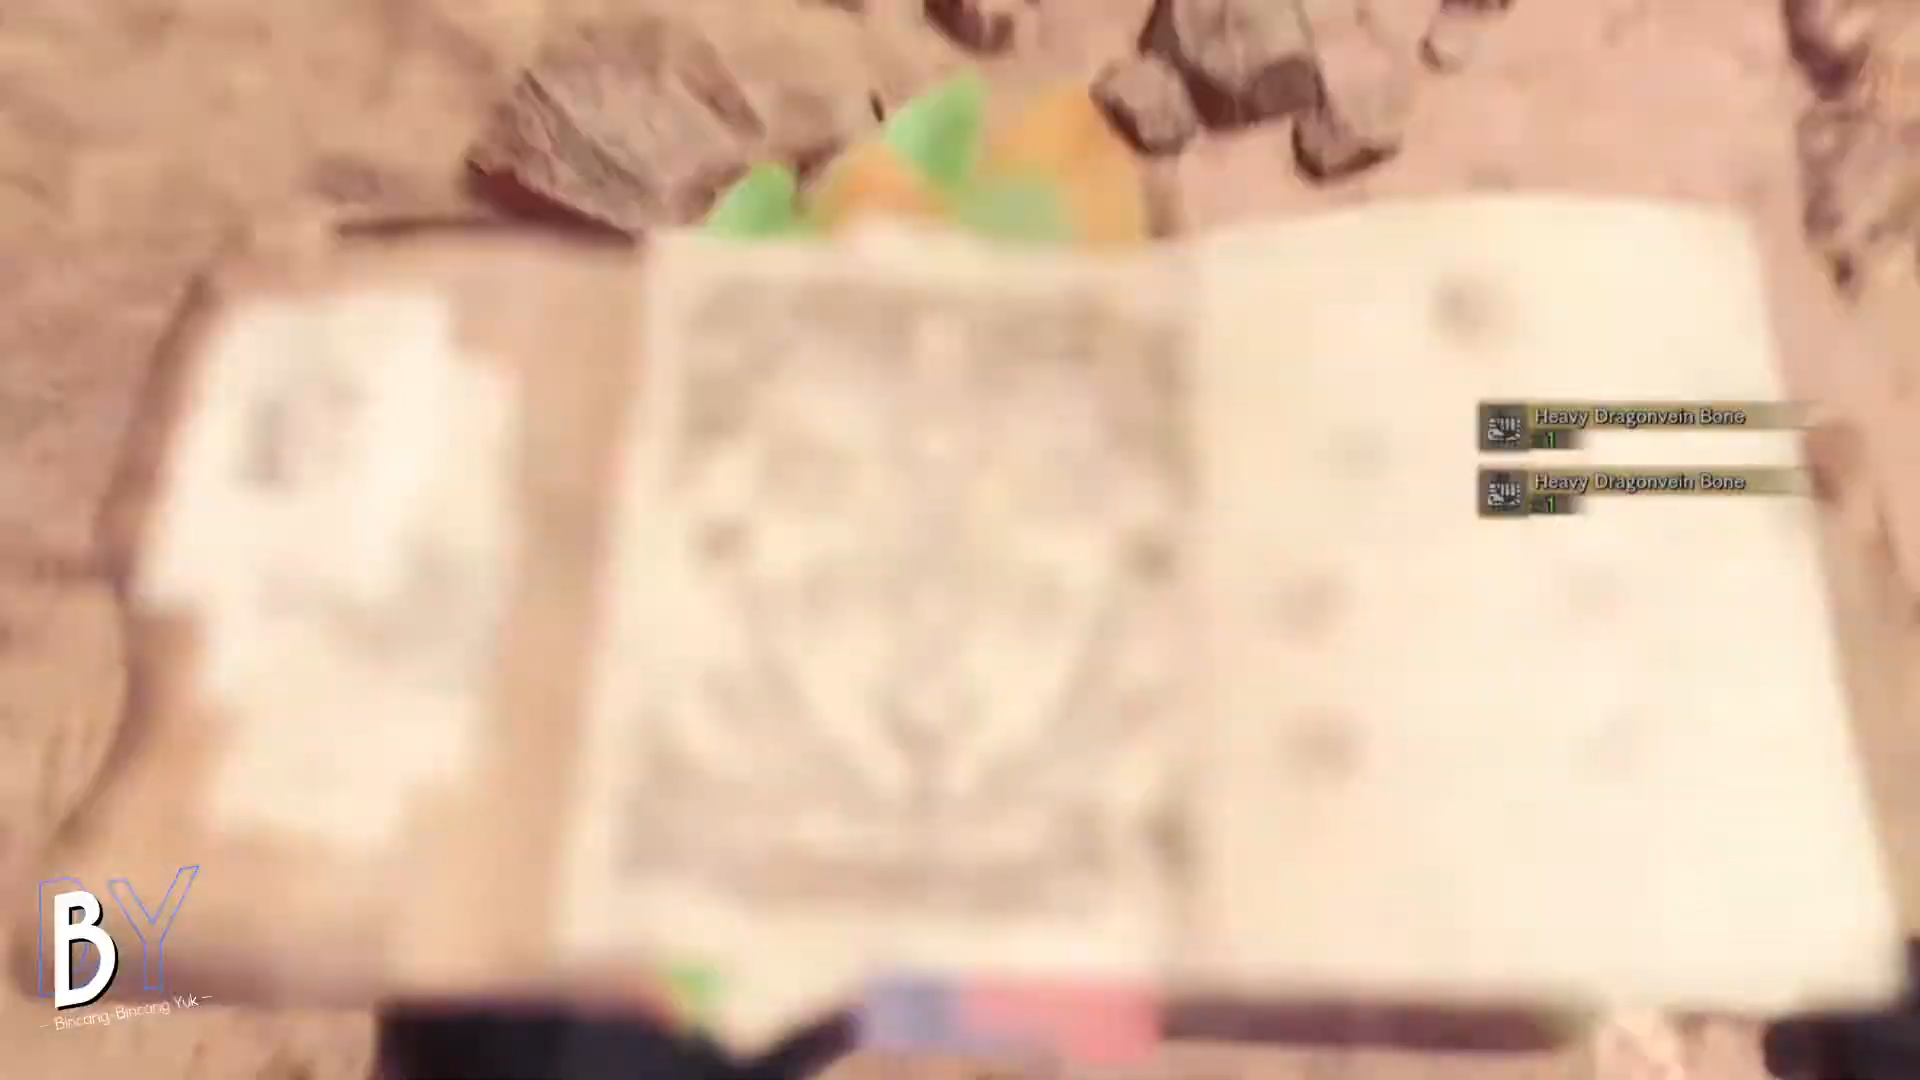 Heavy Dragonvein Bone
1
Heavy Dragonvein Bone
1
BY
B
– Bincang-Bincang Yuk –